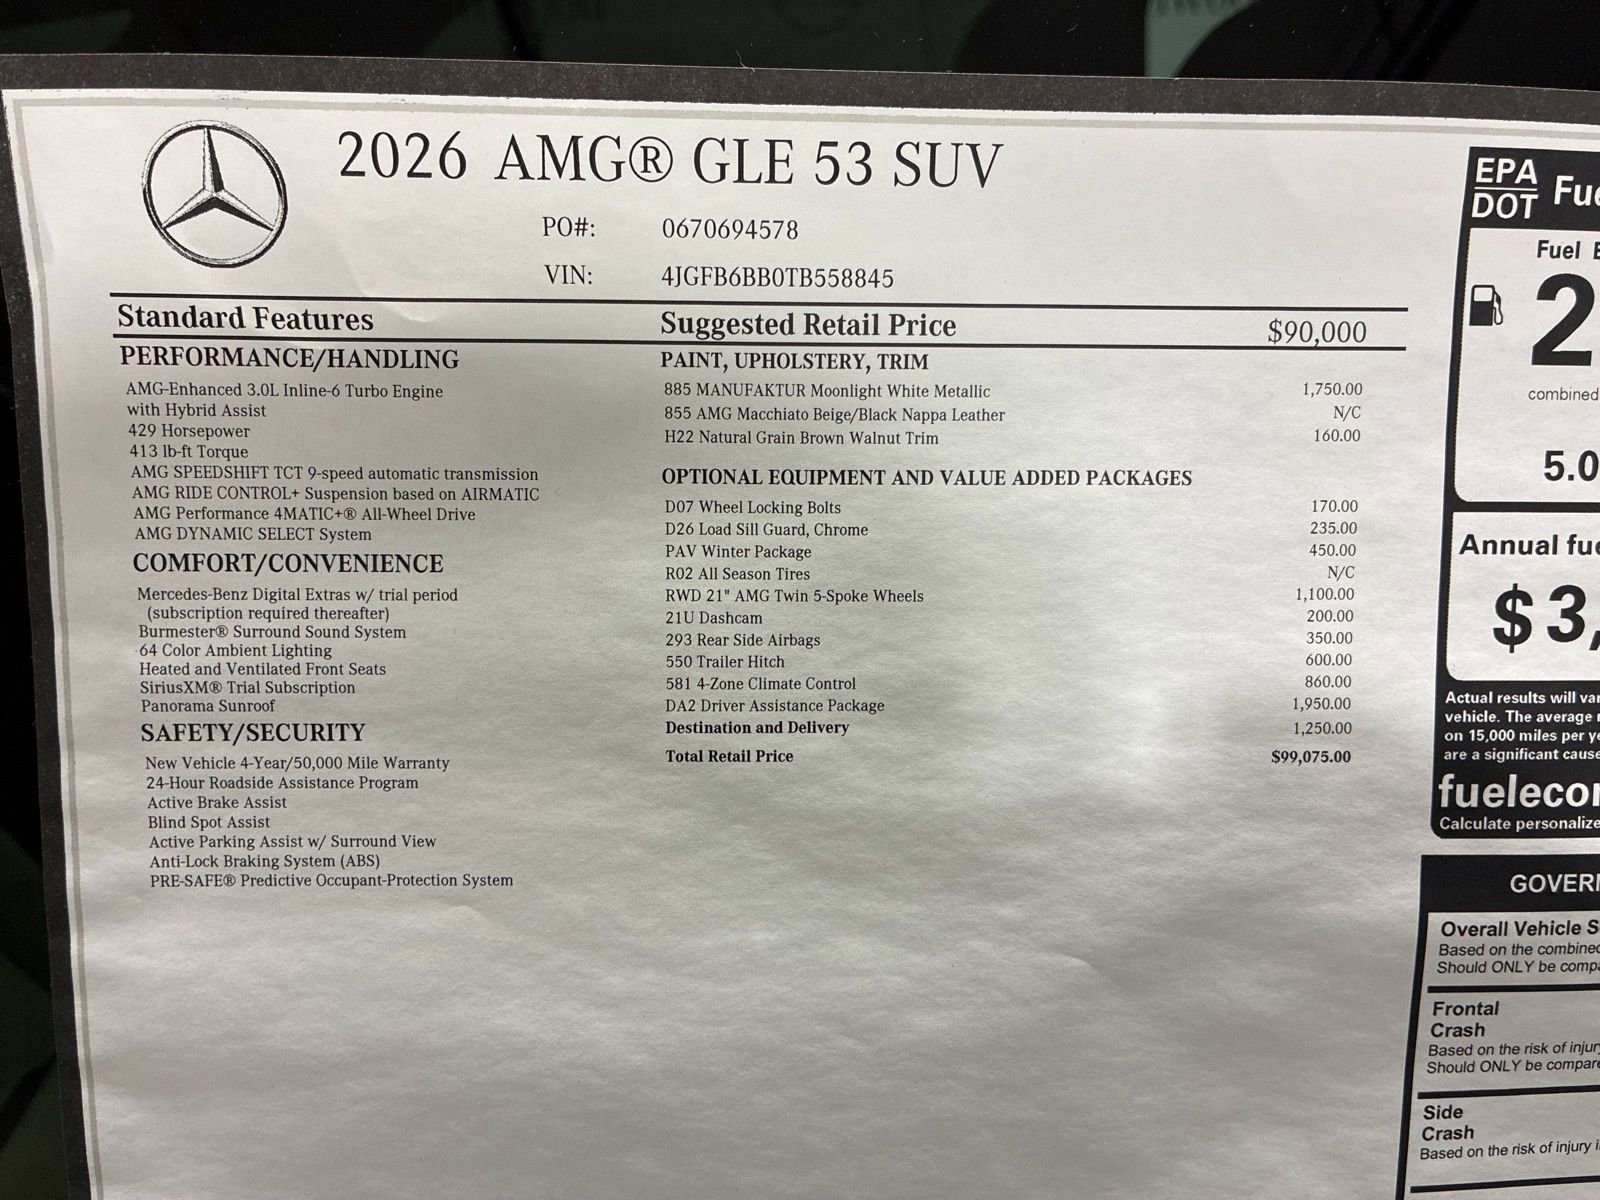 2026 AMG® GLE 53 SUV
PO#: 0670694578
VIN: 4JGFB6BB0TB558845
Standard Features
PERFORMANCE/HANDLING
AMG-Enhanced 3.0L Inline-6 Turbo Engine
with Hybrid Assist
429 Horsepower
413 lb-ft Torque
AMG SPEEDSHIFT TCT 9-speed automatic transmission
AMG RIDE CONTROL+ Suspension based on AIRMATIC
AMG Performance 4MATIC+® All-Wheel Drive
AMG DYNAMIC SELECT System
COMFORT/CONVENIENCE
Mercedes-Benz Digital Extras w/ trial period
(subscription required thereafter)
Burmester® Surround Sound System
64 Color Ambient Lighting
Heated and Ventilated Front Seats
SiriusXM® Trial Subscription
Panorama Sunroof
SAFETY/SECURITY
New Vehicle 4-Year/50,000 Mile Warranty
24-Hour Roadside Assistance Program
Active Brake Assist
Blind Spot Assist
Active Parking Assist w/ Surround View
Anti-Lock Braking System (ABS)
PRE-SAFE® Predictive Occupant-Protection System
Suggested Retail Price $90,000
PAINT, UPHOLSTERY, TRIM
885 MANUFAKTUR Moonlight White Metallic 1,750.00
855 AMG Macchiato Beige/Black Nappa Leather N/C
H22 Natural Grain Brown Walnut Trim 160.00
OPTIONAL EQUIPMENT AND VALUE ADDED PACKAGES
D07 Wheel Locking Bolts 170.00
D26 Load Sill Guard, Chrome 235.00
PAV Winter Package 450.00
R02 All Season Tires N/C
RWD 21" AMG Twin 5-Spoke Wheels 1,100.00
21U Dashcam 200.00
293 Rear Side Airbags 350.00
550 Trailer Hitch 600.00
581 4-Zone Climate Control 860.00
DA2 Driver Assistance Package 1,950.00
Destination and Delivery 1,250.00
Total Retail Price $99,075.00
EPA
DOT
Fuel
2
combined
5.0
Annual
$3,
Actual results will
vehicle. The average
on 15,000 miles per
are a significant cause
Calculate
Overall Vehicle
Based on the combined
Should ONLY be
Frontal
Crash
Based on the risk of
Should ONLY be
Side
Crash
Based on the risk of injury